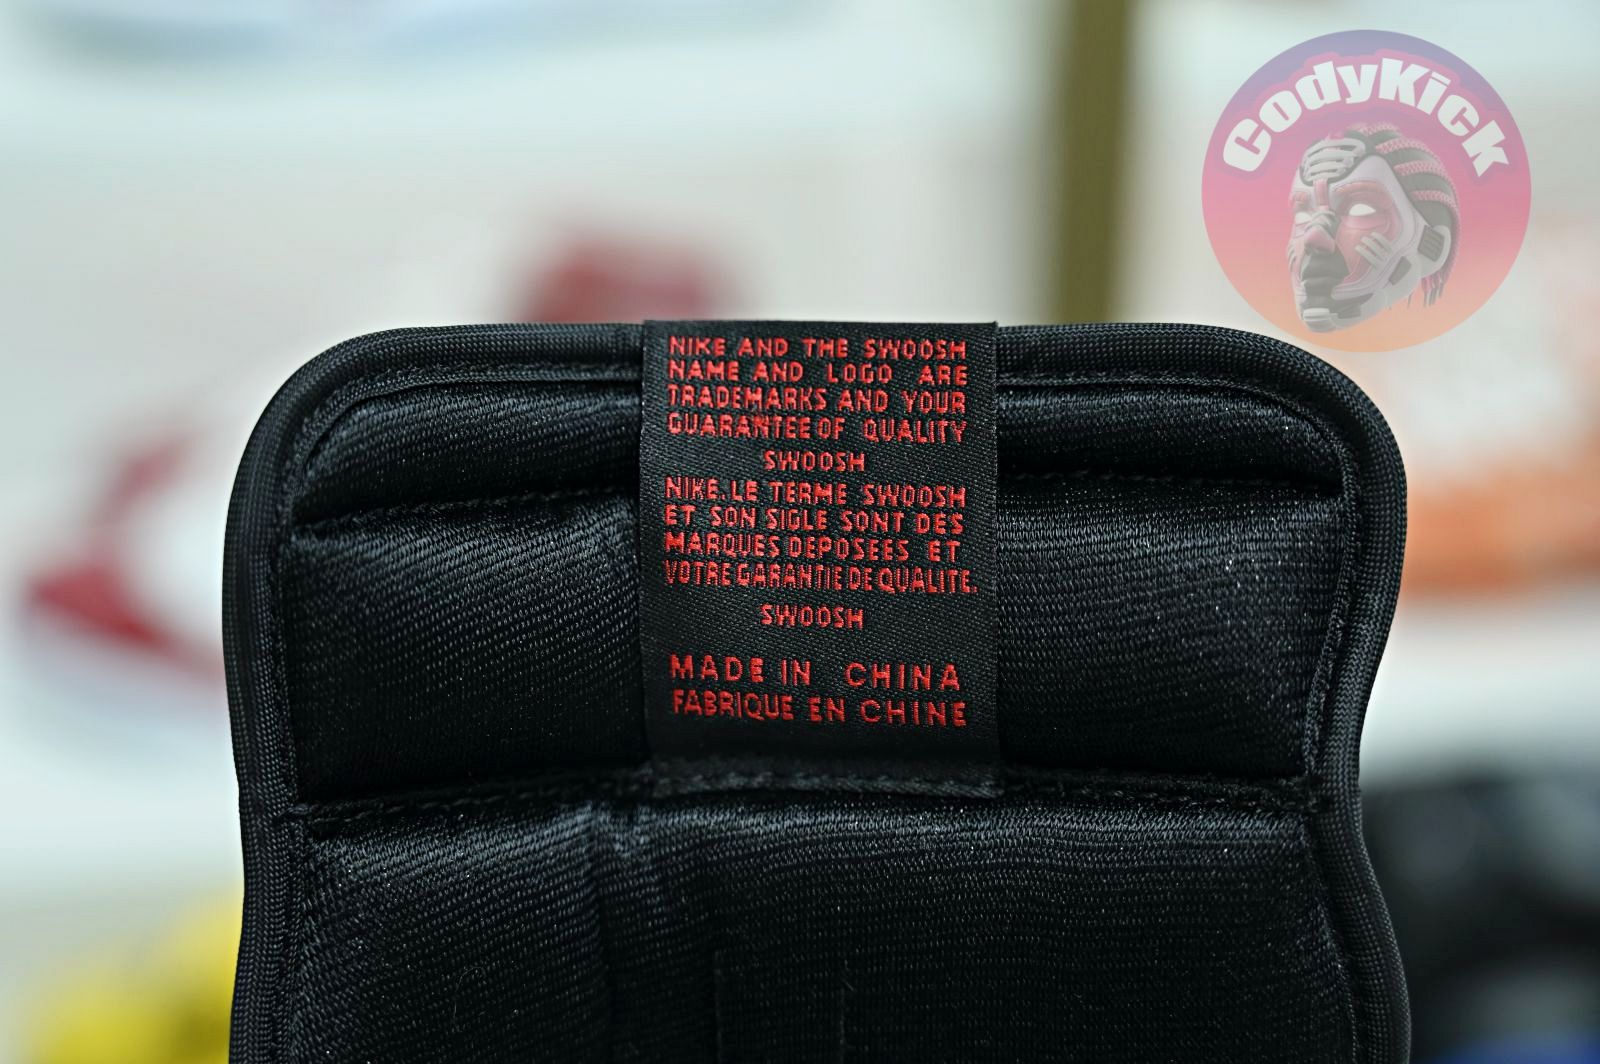 CodyKick
NIKE AND THE SWOOSH
NAME AND LOGO ARE
TRADEMARKS AND YOUR
GUARANTEE OF QUALITY
SWOOSH
NIKE. LE TERME SWOOSH
ET SON SIGLE SONT DES
MARQUES DEPOSEES ET
VOTRE GARANTIE DE QUALITE.
SWOOSH
MADE IN CHINA
FABRIQUE EN CHINE